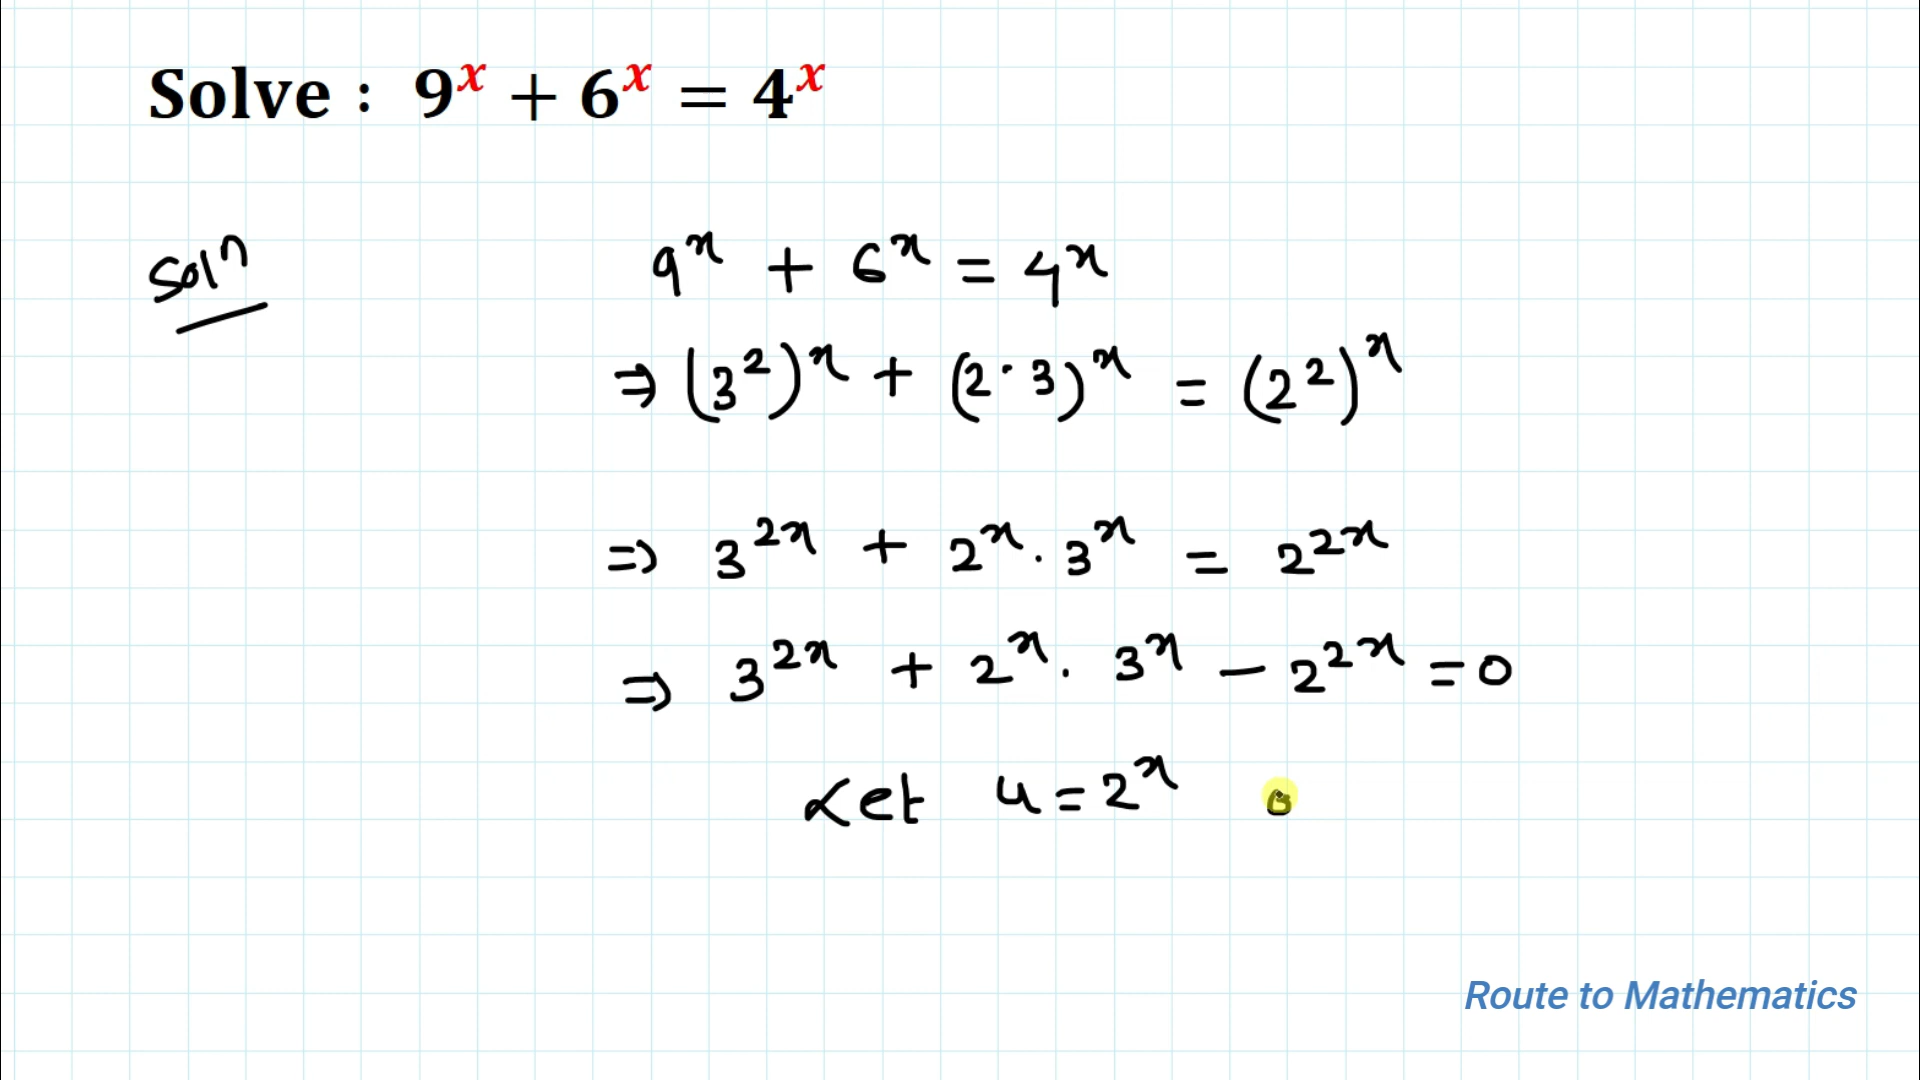 Solve : 9^x + 6^x = 4^x
Solⁿ
9^x + 6^x = 4^x
⇒ (3^2)^x + (2·3)^x = (2^2)^x
⇒ 3^{2x} + 2^x · 3^x = 2^{2x}
⇒ 3^{2x} + 2^x · 3^x − 2^{2x} = 0
Let u = 2^x
Route to Mathematics